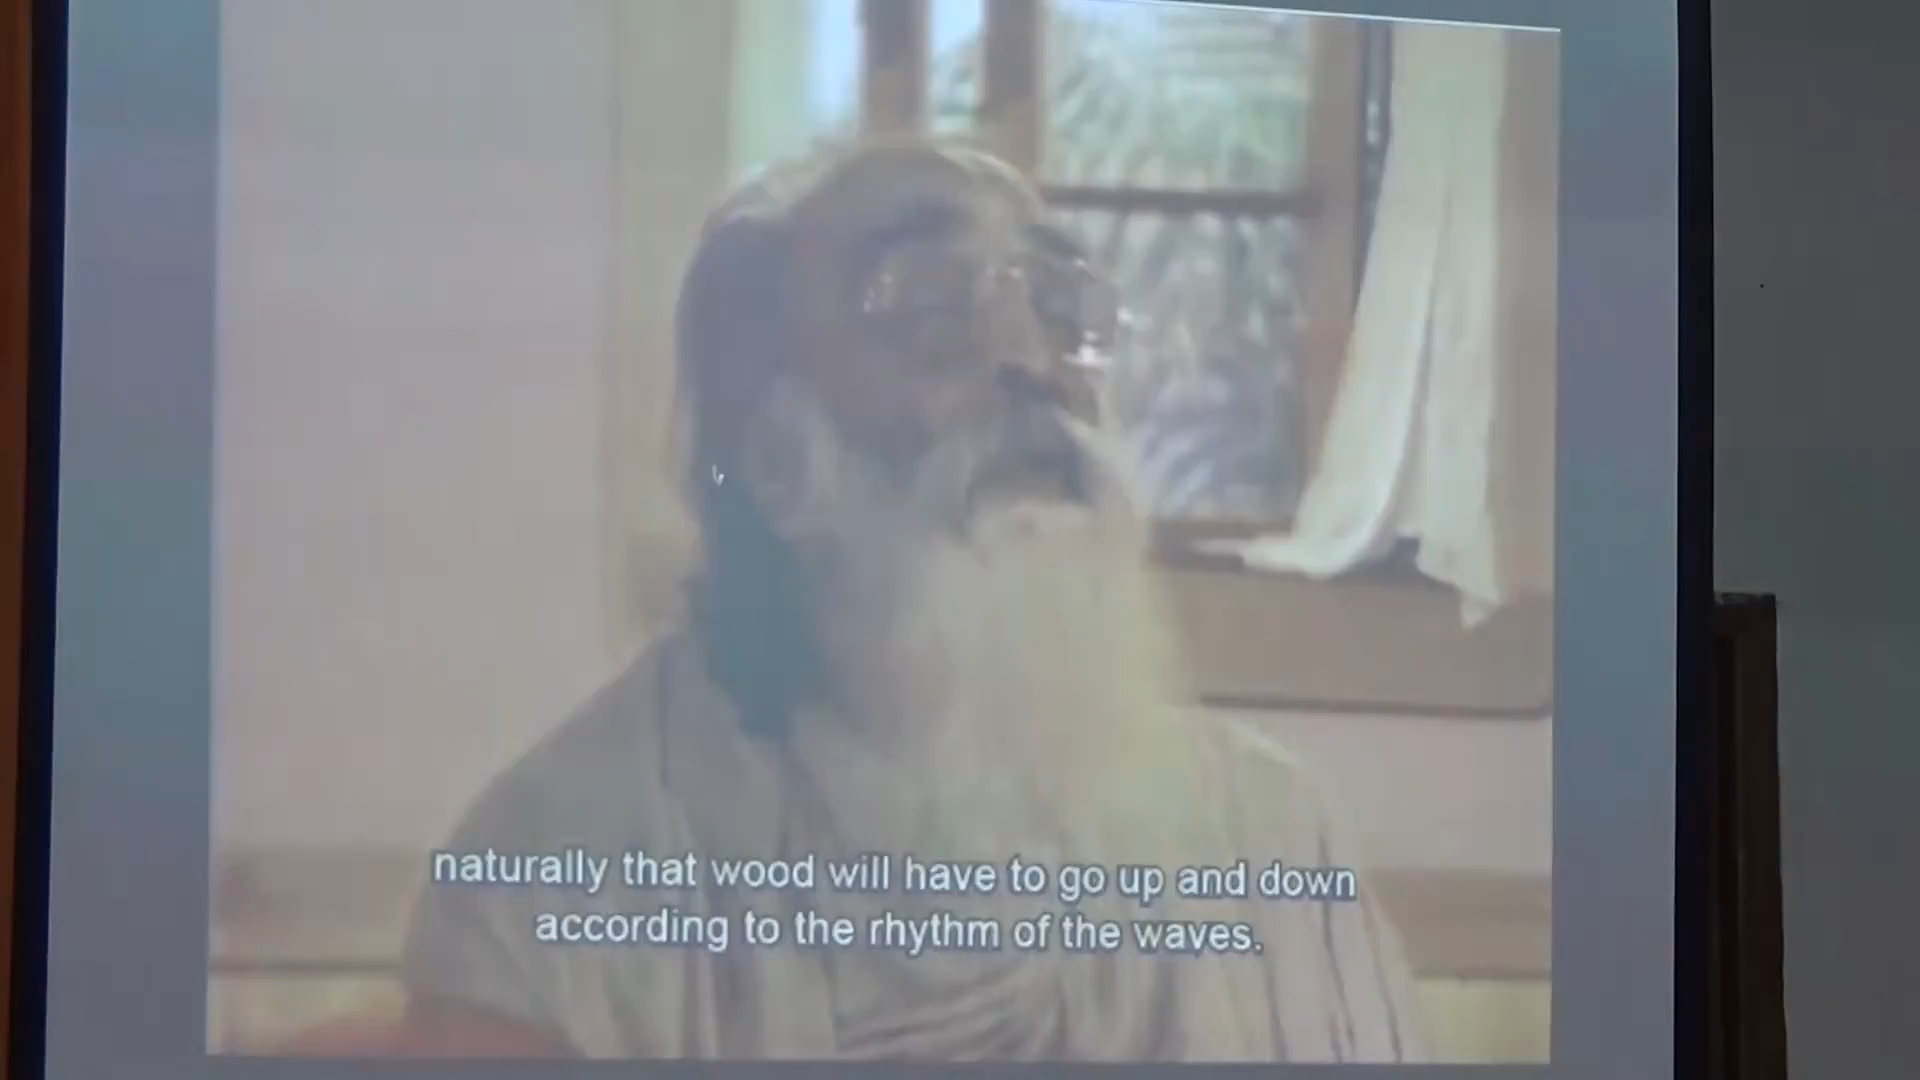 naturally that wood will have to go up and down
according to the rhythm of the waves.